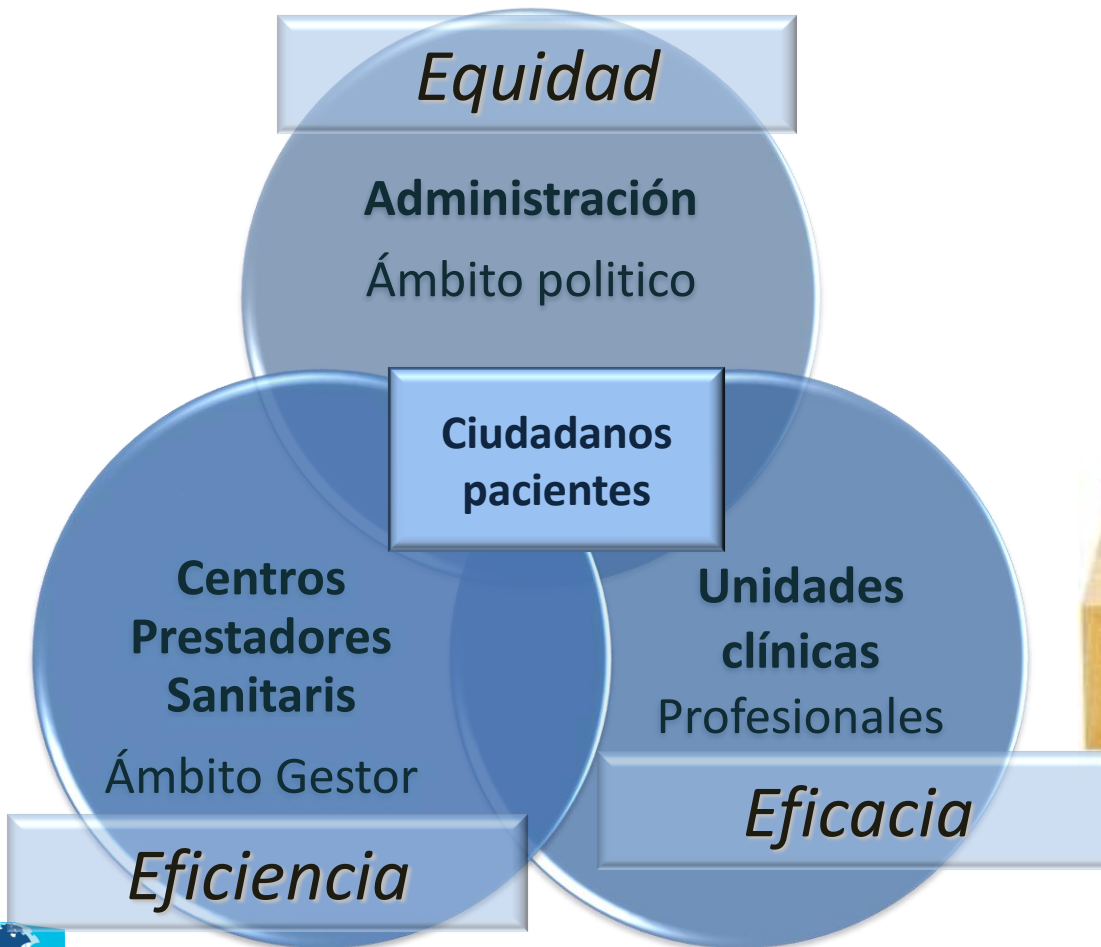 Equidad
Administración
Ámbito politico
Ciudadanos
pacientes
Centros
Prestadores
Sanitaris
Ámbito Gestor
Eficiencia
Unidades
clínicas
Profesionales
Eficacia